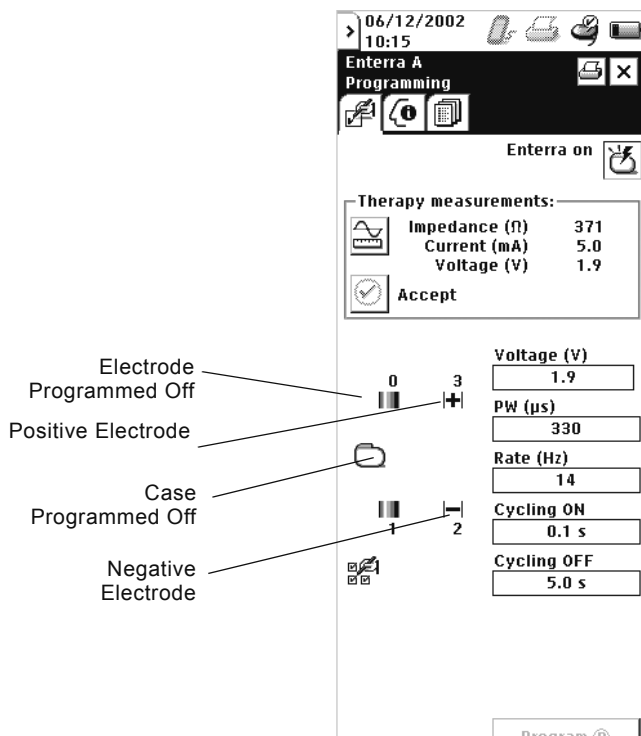 06/12/2002
10:15
Enterra A
Programming
Enterra on
Therapy measurements:
Impedance (Ω) 371
Current (mA) 5.0
Voltage (V) 1.9
Accept
Electrode
Programmed Off
Positive Electrode
Case
Programmed Off
Negative
Electrode
0 3
1 2
Voltage (V)
1.9
PW (µs)
330
Rate (Hz)
14
Cycling ON
0.1 s
Cycling OFF
5.0 s
Program